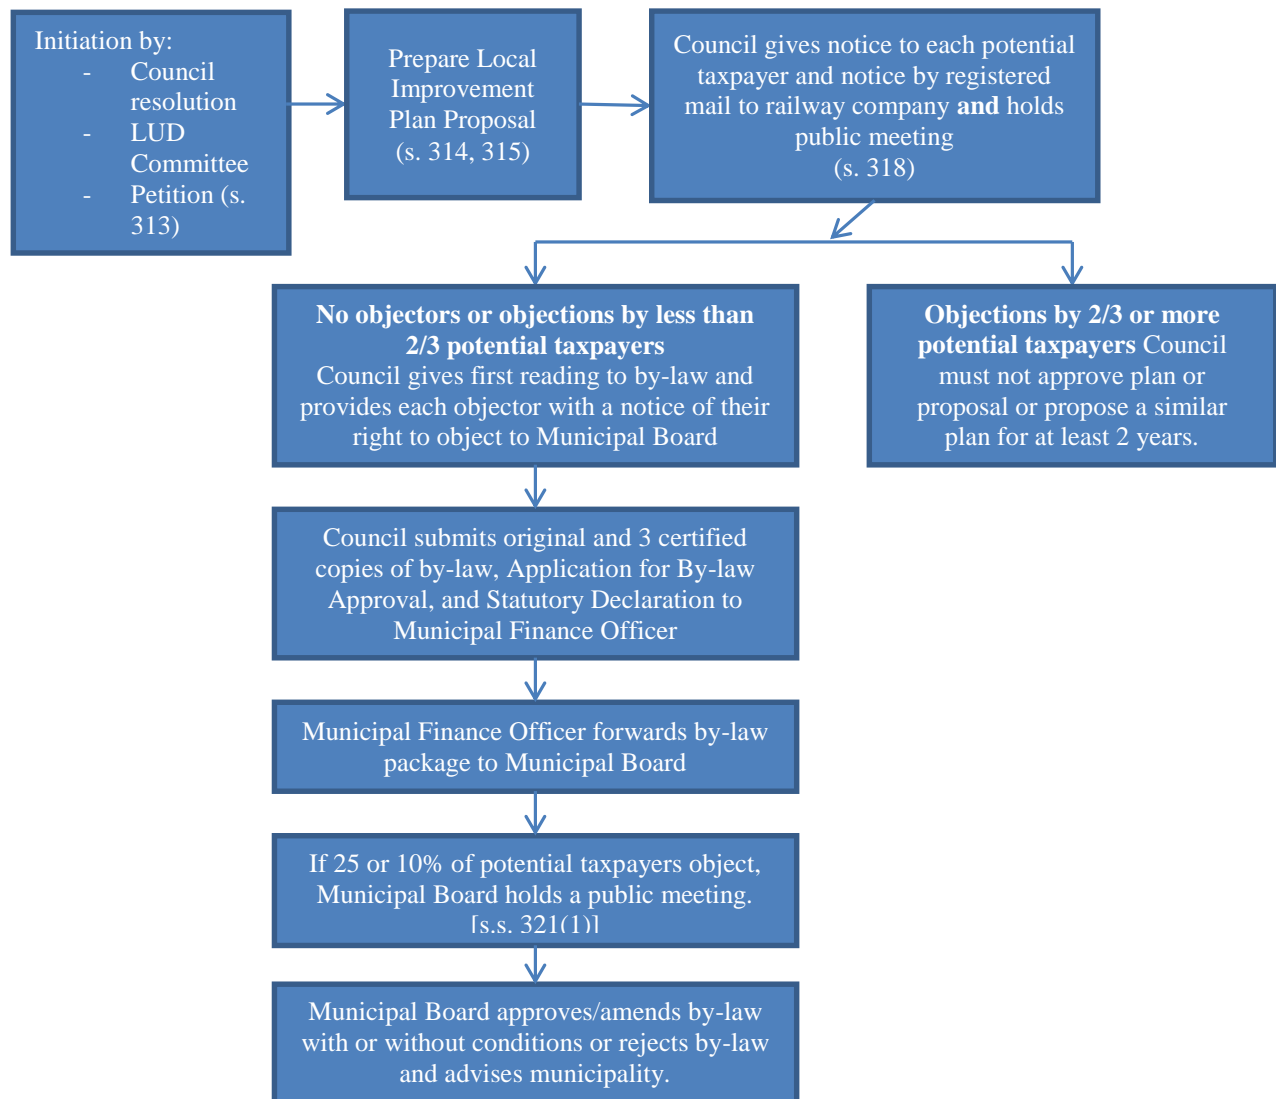 Initiation by:
- Council
resolution
- LUD
Committee
- Petition (s.
313)
Prepare Local
Improvement
Plan Proposal
(s. 314, 315)
Council gives notice to each potential
taxpayer and notice by registered
mail to railway company and holds
public meeting
(s. 318)
No objectors or objections by less than
2/3 potential taxpayers
Council gives first reading to by-law and
provides each objector with a notice of their
right to object to Municipal Board
Objections by 2/3 or more
potential taxpayers Council
must not approve plan or
proposal or propose a similar
plan for at least 2 years.
Council submits original and 3 certified
copies of by-law, Application for By-law
Approval, and Statutory Declaration to
Municipal Finance Officer
Municipal Finance Officer forwards by-law
package to Municipal Board
If 25 or 10% of potential taxpayers object,
Municipal Board holds a public meeting.
[s.s. 321(1)]
Municipal Board approves/amends by-law
with or without conditions or rejects by-law
and advises municipality.